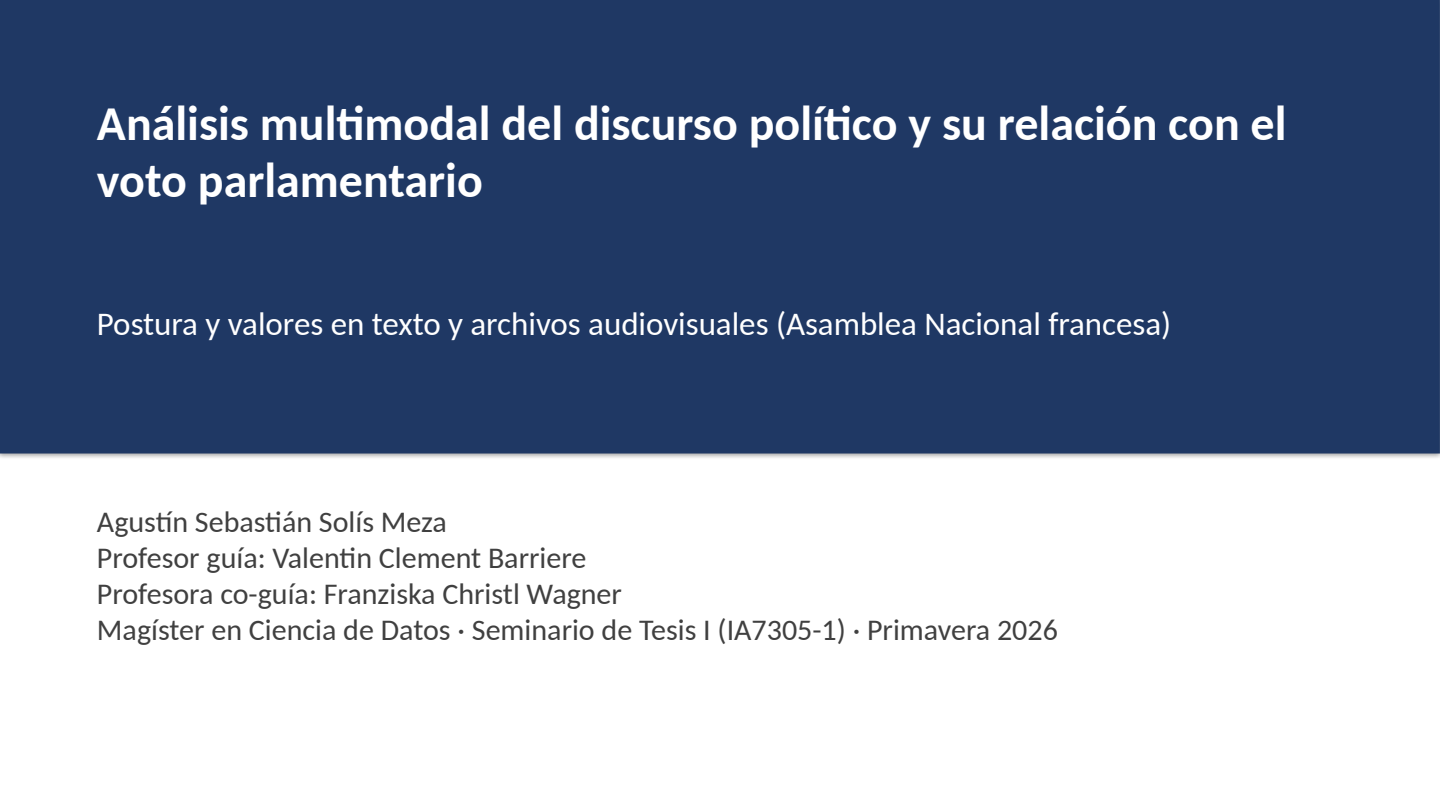 Análisis multimodal del discurso político y su relación con el
voto parlamentario
Postura y valores en texto y archivos audiovisuales (Asamblea Nacional francesa)
Agustín Sebastián Solís Meza
Profesor guía: Valentin Clement Barriere
Profesora co-guía: Franziska Christl Wagner
Magíster en Ciencia de Datos · Seminario de Tesis I (IA7305-1) · Primavera 2026